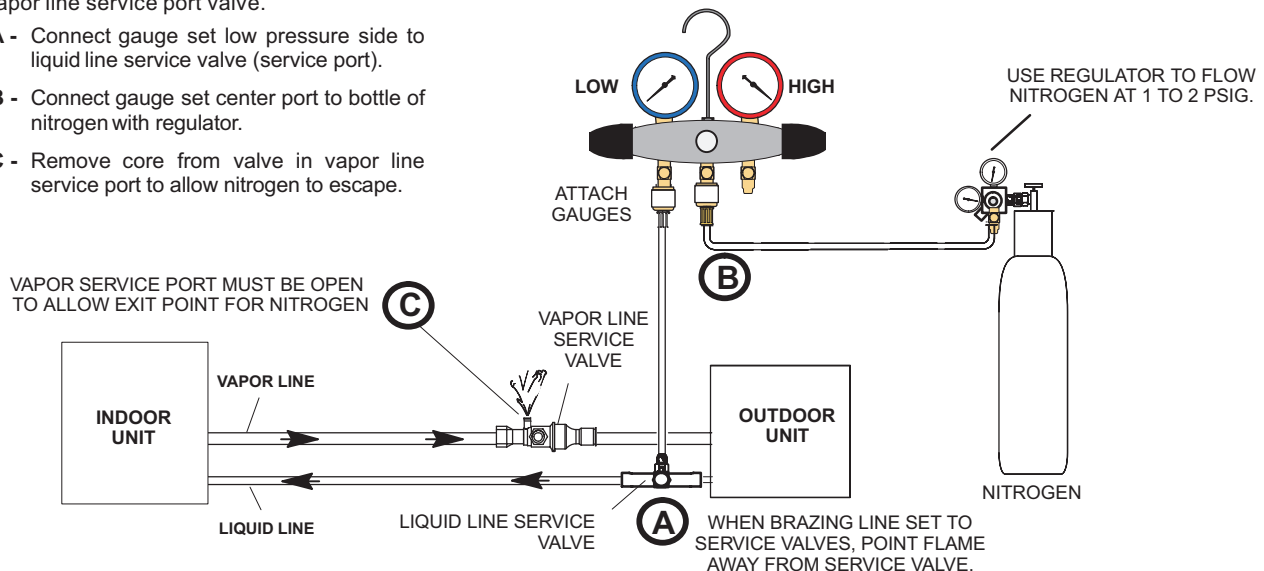 vapor line service port valve.
A - Connect gauge set low pressure side to
liquid line service valve (service port).
B - Connect gauge set center port to bottle of
nitrogen with regulator.
C - Remove core from valve in vapor line
service port to allow nitrogen to escape.
LOW
HIGH
USE REGULATOR TO FLOW
NITROGEN AT 1 TO 2 PSIG.
ATTACH
GAUGES
B
VAPOR SERVICE PORT MUST BE OPEN
TO ALLOW EXIT POINT FOR NITROGEN
C
VAPOR LINE
SERVICE
VALVE
VAPOR LINE
INDOOR
UNIT
OUTDOOR
UNIT
NITROGEN
LIQUID LINE
LIQUID LINE SERVICE
VALVE
A
WHEN BRAZING LINE SET TO
SERVICE VALVES, POINT FLAME
AWAY FROM SERVICE VALVE.